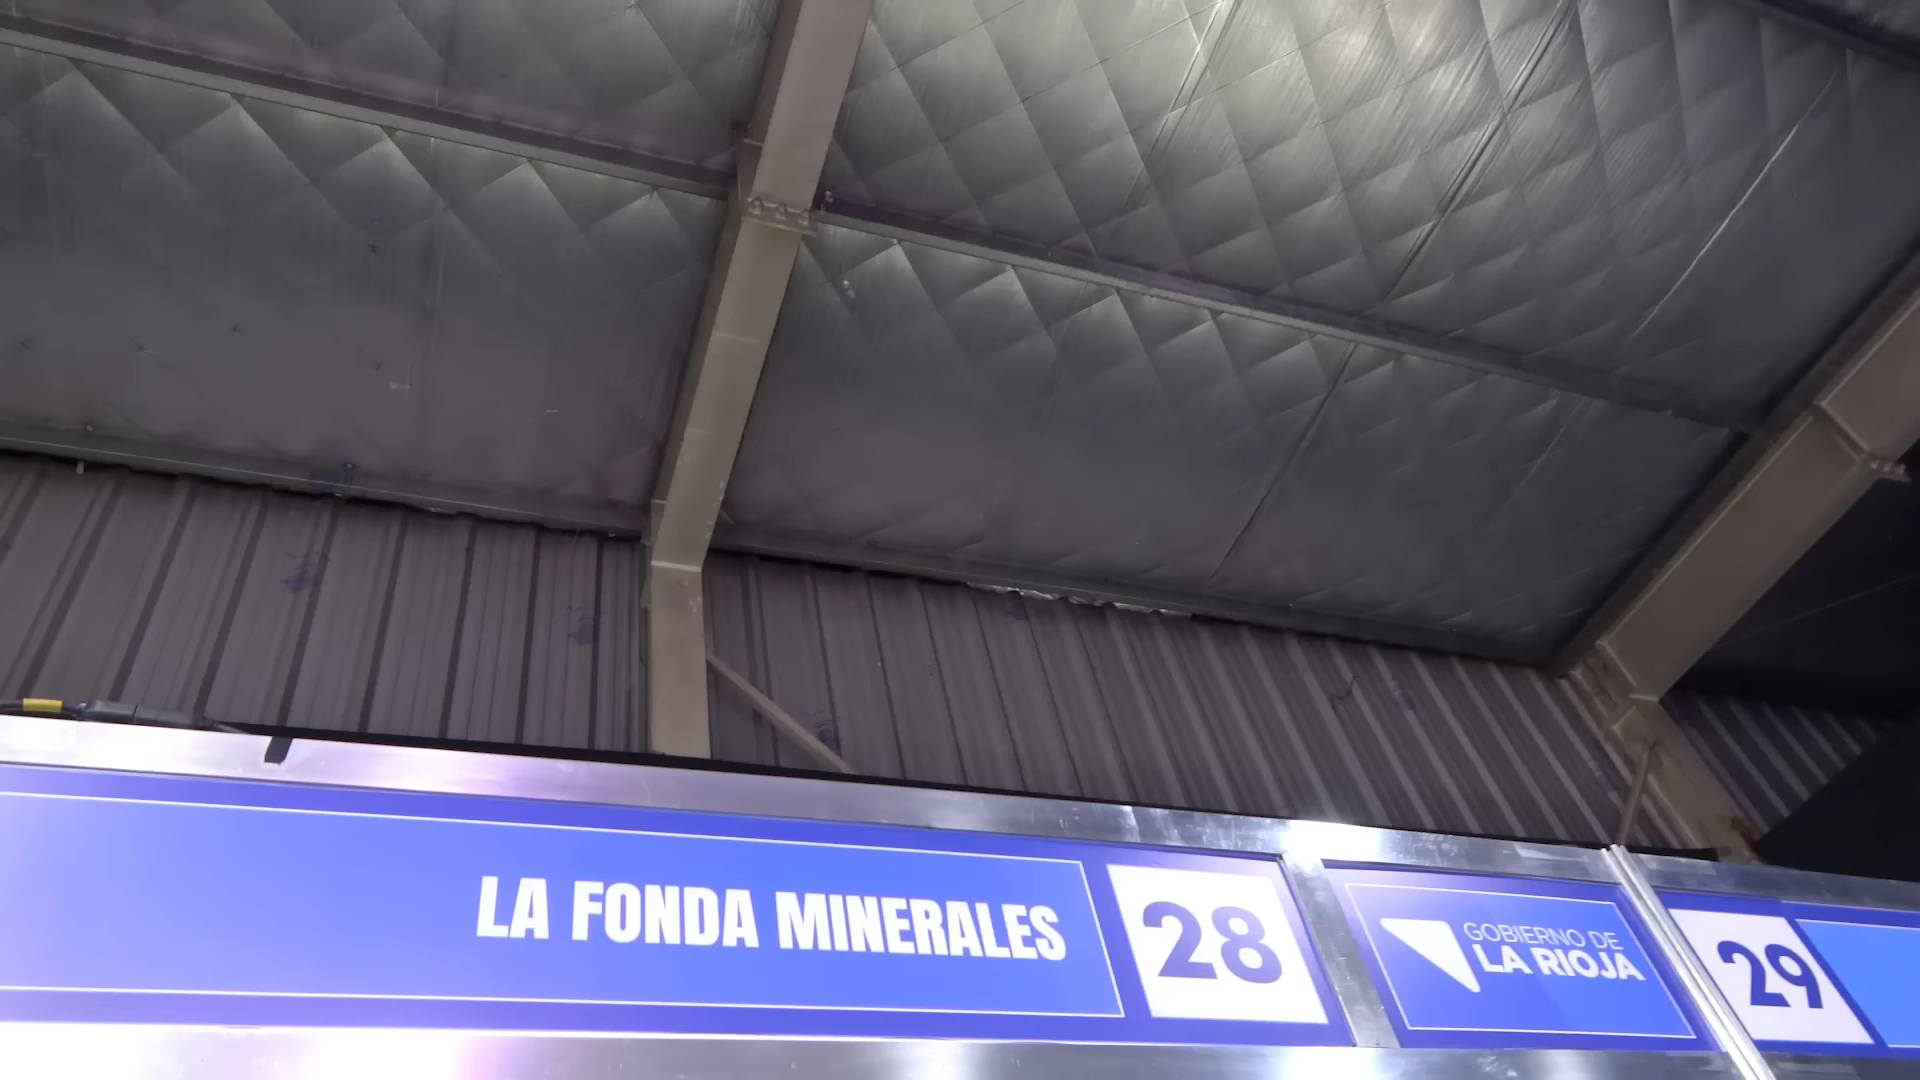 LA FONDA MINERALES
28
GOBIERNO DE
LA RIOJA
29